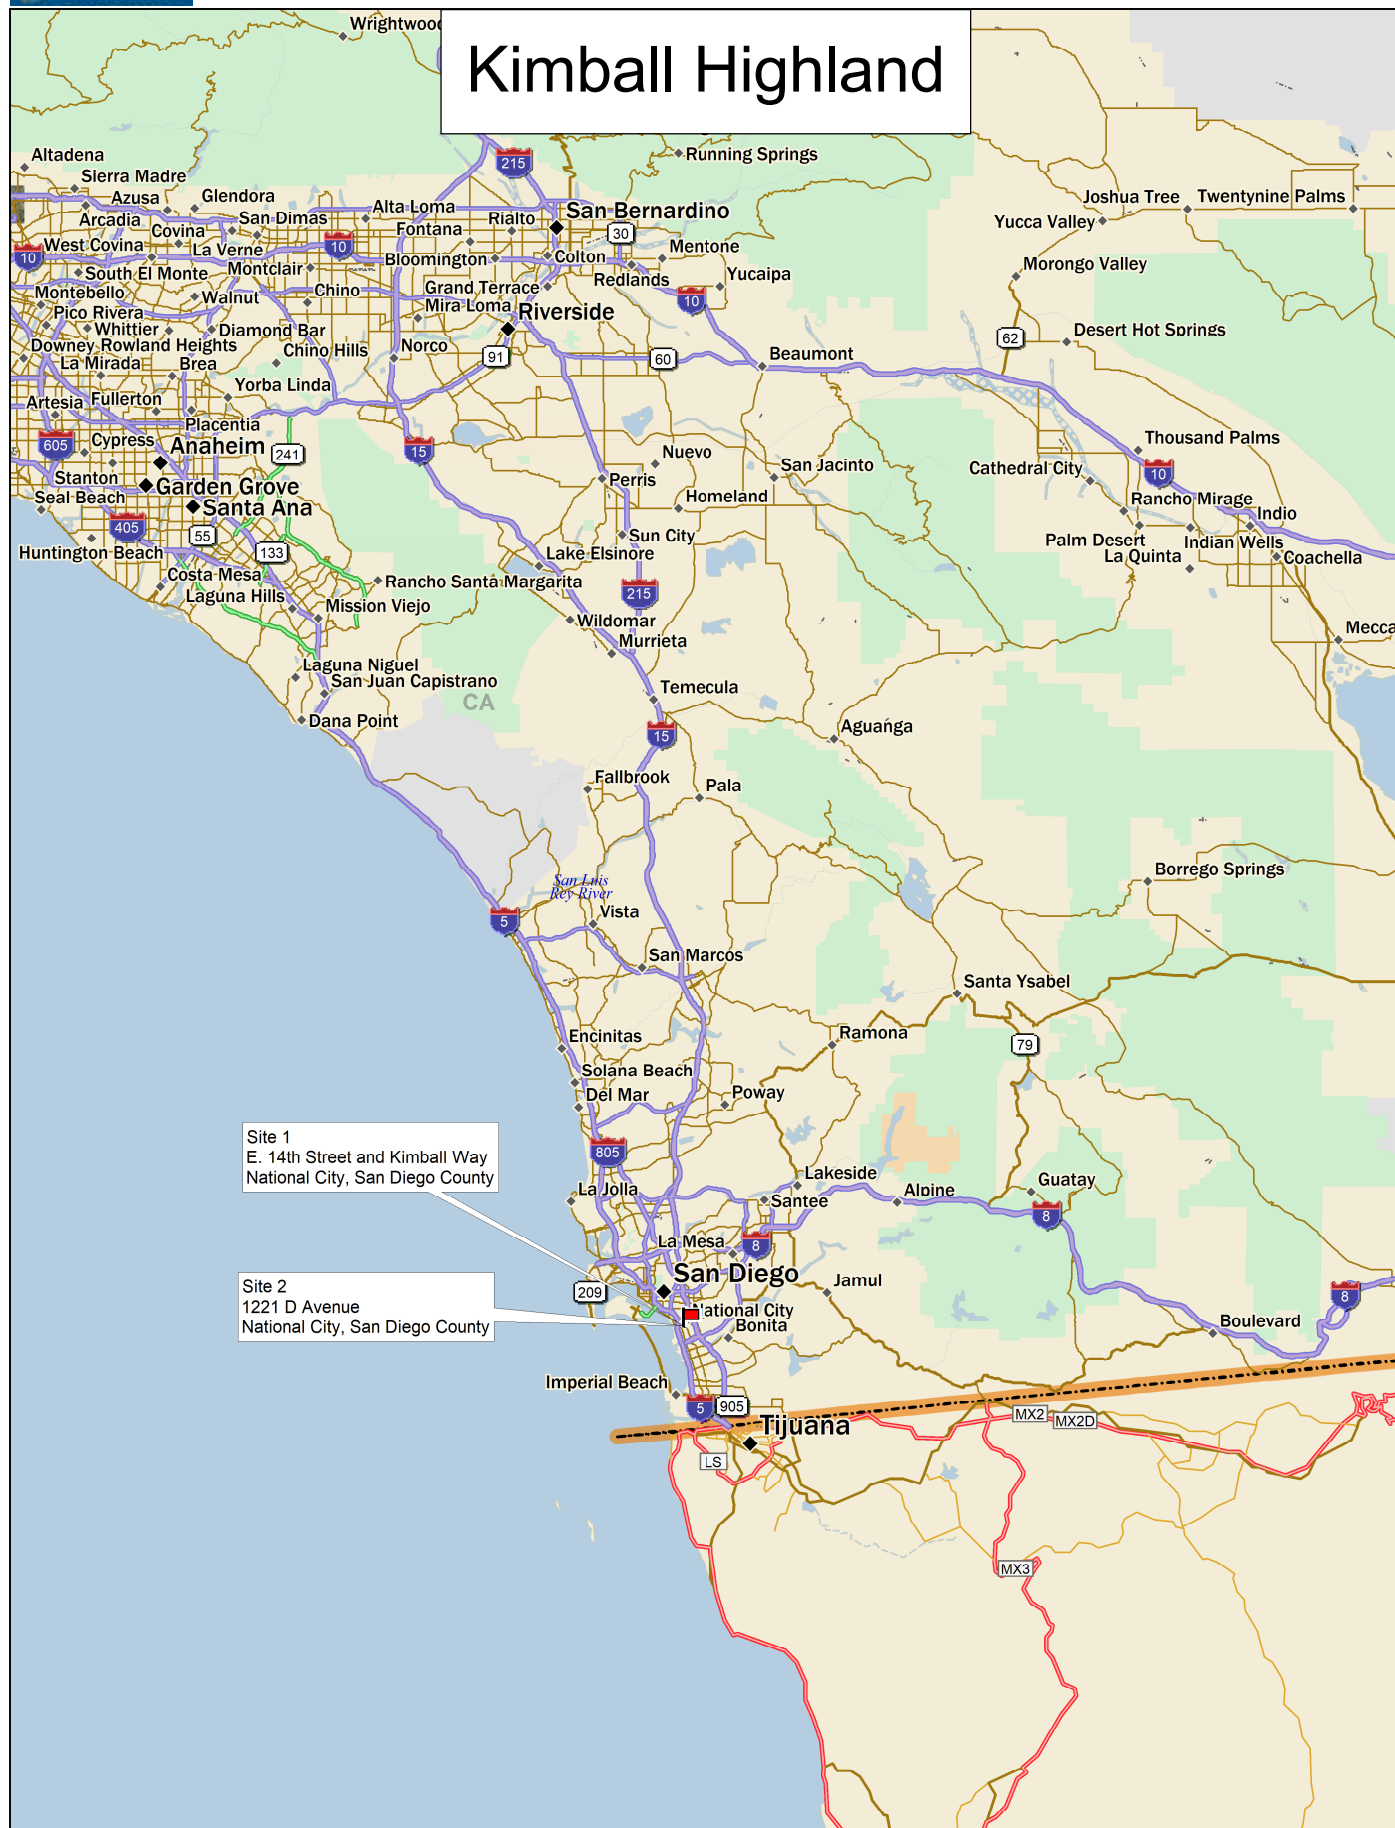 Kimball Highland
Altadena
Running Springs
Sierra Madre
Azusa
Glendora
Alta Loma
San Bernardino
Joshua Tree
Twentynine Palms
Arcadia
San Dimas
Rialto
Yucca Valley
Covina
Fontana
30
West Covina
La Verne
10
Bloomington
Colton
Mentone
10
South El Monte
Montclair
Redlands
Yucaipa
Morongo Valley
215
Montebello
Walnut
Chino
Grand Terrace
Mira Loma
10
Pico Rivera
Riverside
Whittier
Diamond Bar
Desert Hot Springs
62
Downey
Rowland Heights
Chino Hills
Norco
91
60
Beaumont
La Mirada
Brea
Yorba Linda
Artesia
Fullerton
Placentia
605
Cypress
Anaheim
241
15
Nuevo
San Jacinto
Thousand Palms
Cathedral City
10
Stanton
Garden Grove
Perris
Homeland
Rancho Mirage
Seal Beach
Santa Ana
Indio
405
55
Sun City
Palm Desert
Indian Wells
Huntington Beach
133
Lake Elsinore
La Quinta
Coachella
Costa Mesa
Rancho Santa Margarita
Laguna Hills
Mission Viejo
215
Wildomar
Murrieta
Mecca
Laguna Niguel
San Juan Capistrano
Temecula
CA
Dana Point
15
Aguanga
Fallbrook
Pala
Borrego Springs
San Luis
Rey River
5
Vista
San Marcos
Santa Ysabel
Encinitas
Ramona
79
Solana Beach
Del Mar
Poway
Site 1
E. 14th Street and Kimball Way
National City, San Diego County
805
La Jolla
Lakeside
Santee
Alpine
Guatay
8
La Mesa
8
San Diego
Jamul
Site 2
1221 D Avenue
National City, San Diego County
209
National City
Bonita
8
Boulevard
Imperial Beach
5
905
Tijuana
MX2
MX2D
LS
MX3